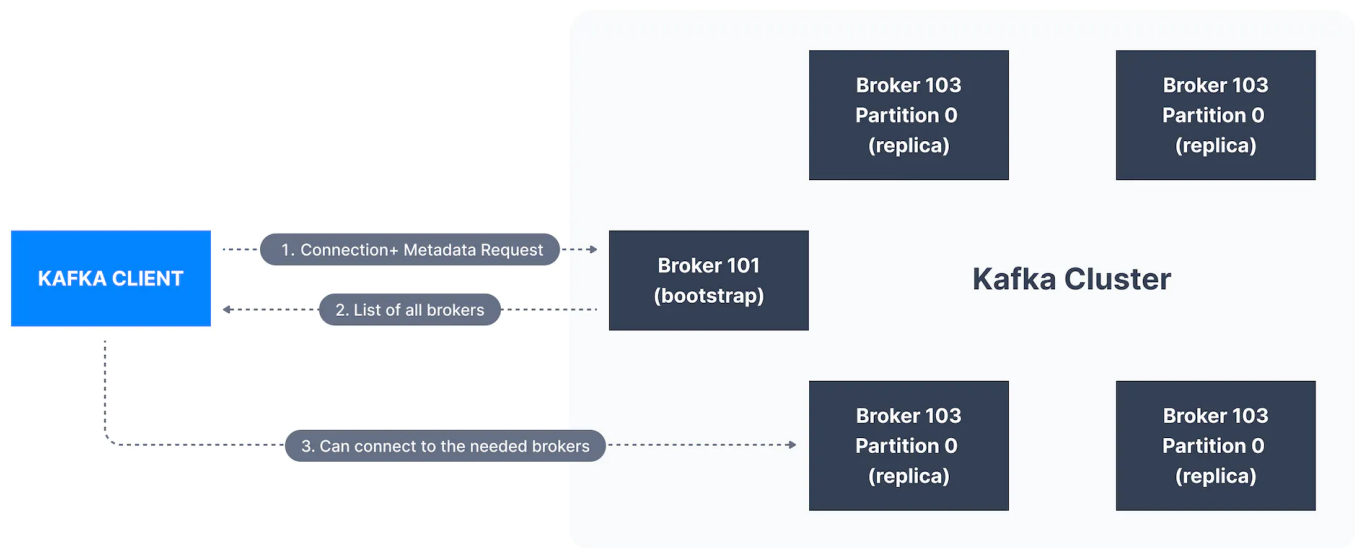 Broker 103
Partition 0
(replica)
Broker 103
Partition 0
(replica)
KAFKA CLIENT
1. Connection+ Metadata Request
2. List of all brokers
Broker 101
(bootstrap)
Kafka Cluster
3. Can connect to the needed brokers
Broker 103
Partition 0
(replica)
Broker 103
Partition 0
(replica)